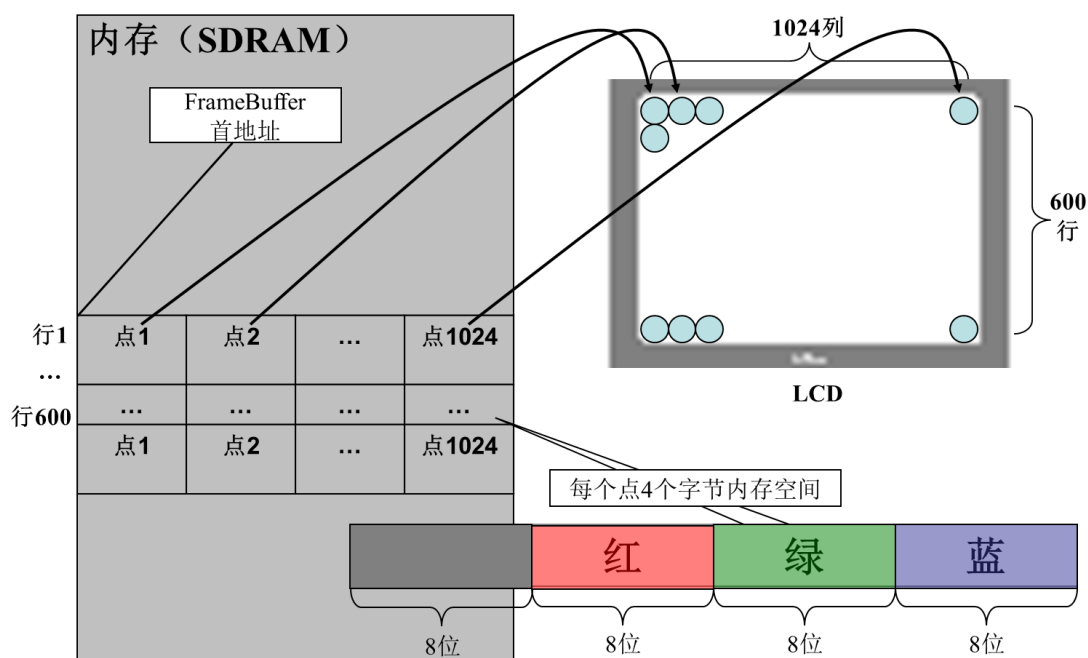 内存（SDRAM）
1024列
FrameBuffer
首地址
600
行
行1
点1 点2 … 点1024
…
行600
… … … …
点1 点2 … 点1024
LCD
每个点4个字节内存空间
红 绿 蓝
8位 8位 8位 8位